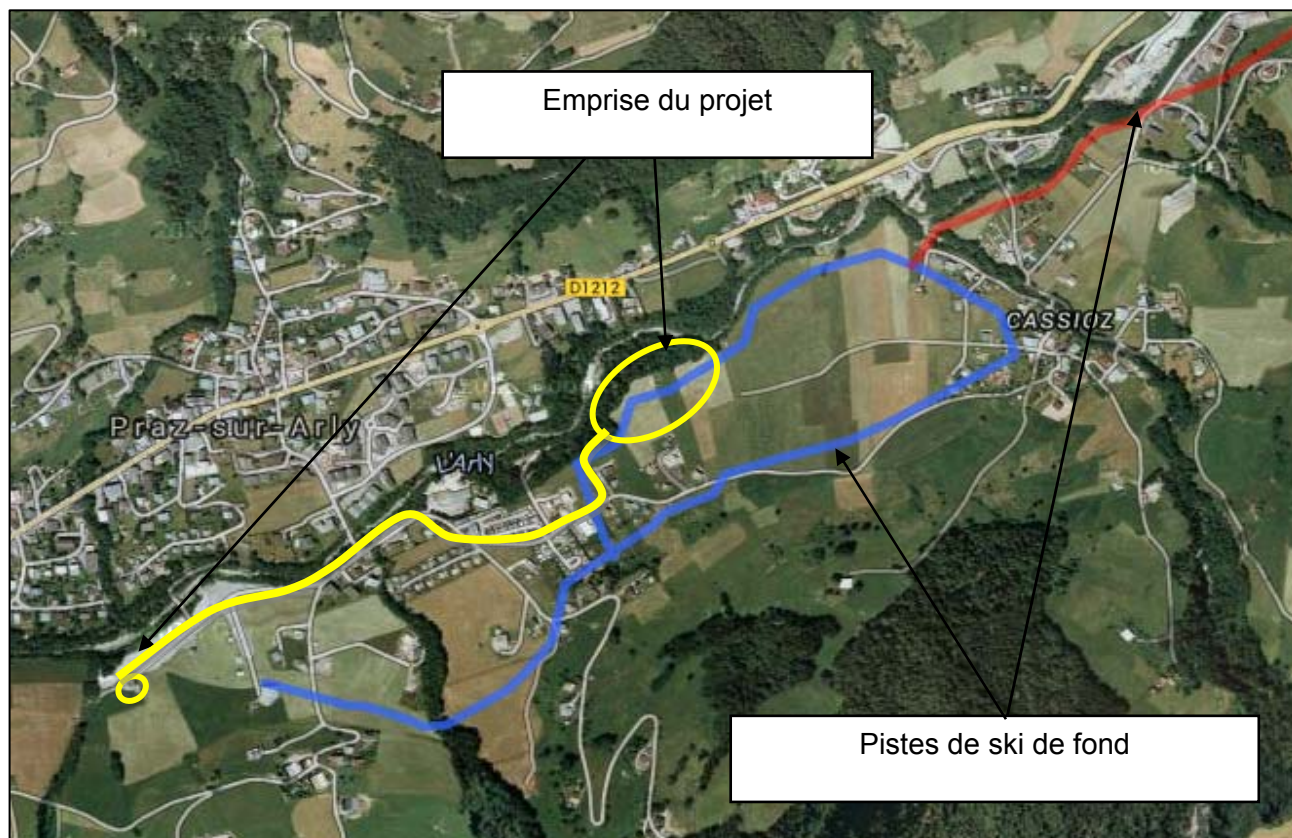 Emprise du projet
D1212
CASSIOZ
Praz-sur-Arly
L'Arly
Pistes de ski de fond